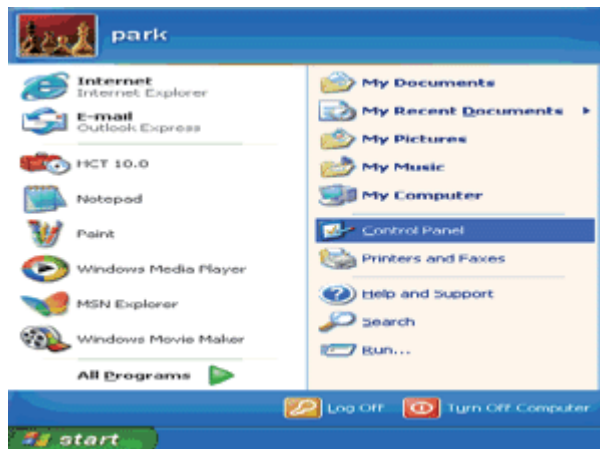 park
Internet
Internet Explorer
E-mail
Outlook Express
HCT 10.0
Notepad
Paint
Windows Media Player
MSN Explorer
Windows Movie Maker
All Programs
My Documents
My Recent Documents
My Pictures
My Music
My Computer
Control Panel
Printers and Faxes
Help and Support
Search
Run...
Log Off
Turn Off Computer
start